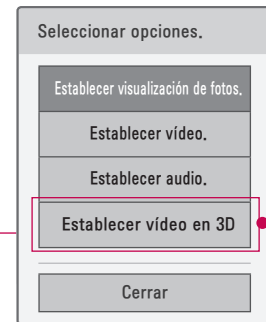 Seleccionar opciones.
Establecer visualización de fotos.
Establecer vídeo.
Establecer audio.
Establecer vídeo en 3D
Cerrar